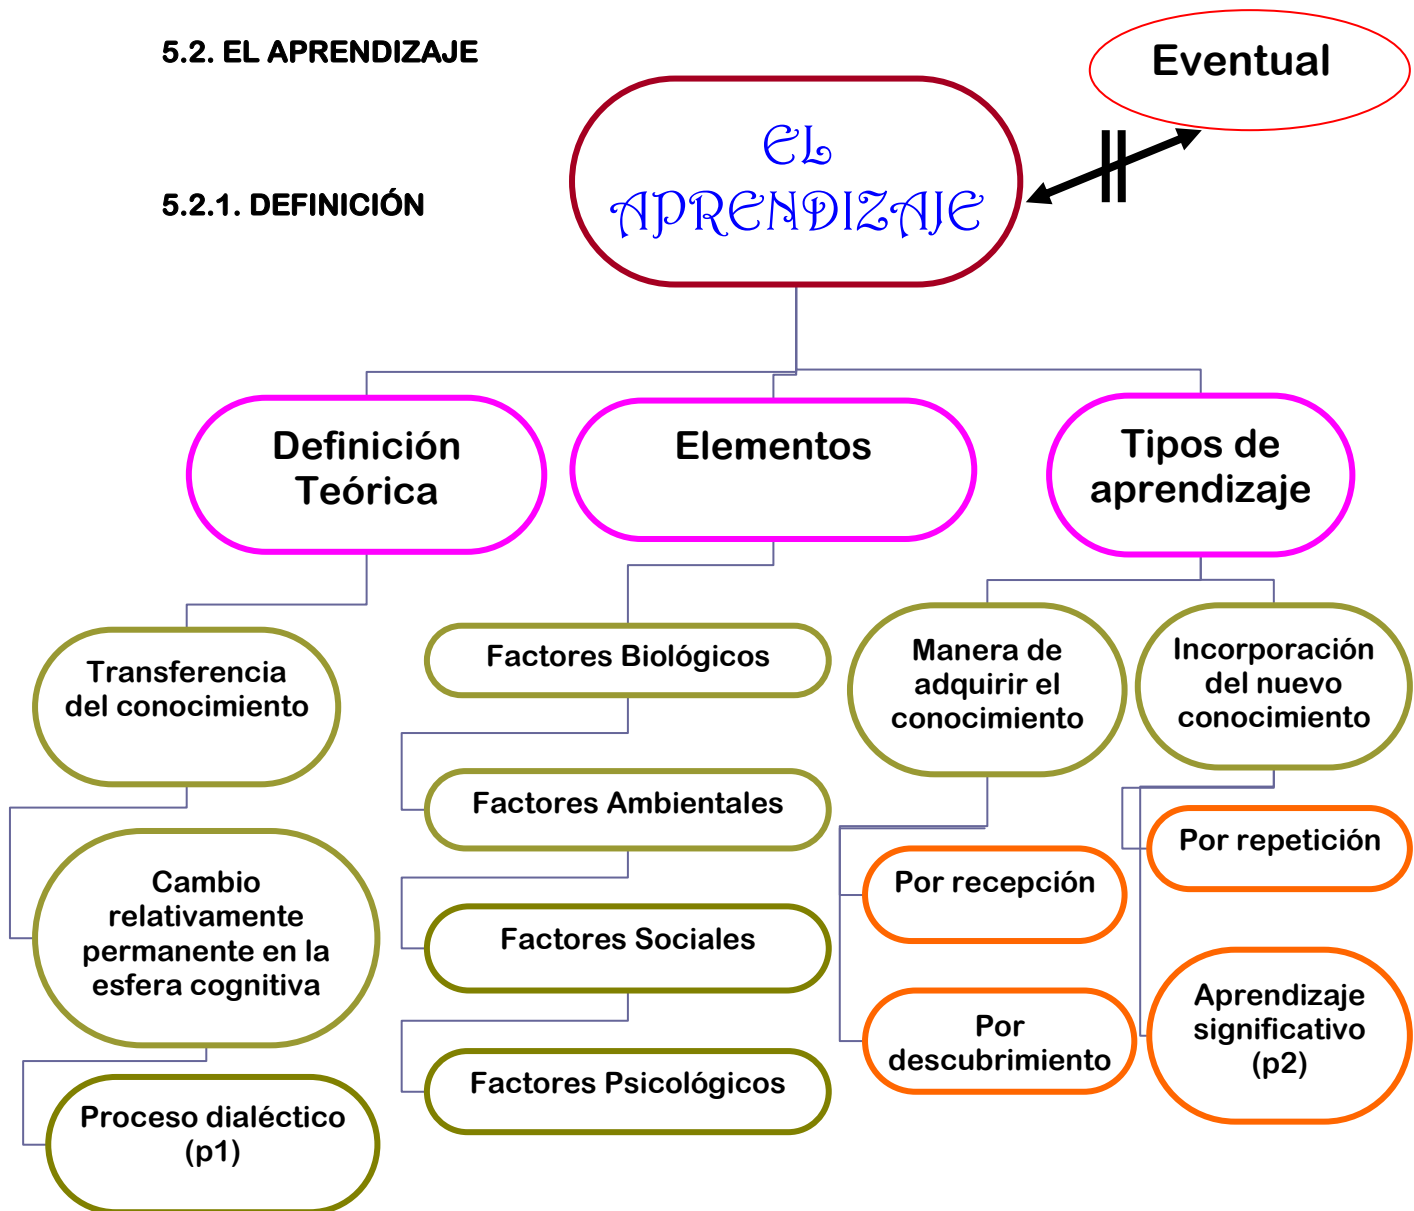 5.2. EL APRENDIZAJE
Eventual
EL
APRENDIZAJE
5.2.1. DEFINICIÓN
Definición
Teórica
Elementos
Tipos de
aprendizaje
Transferencia
del conocimiento
Cambio
relativamente
permanente en la
esfera cognitiva
Proceso dialéctico
(p1)
Factores Biológicos
Factores Ambientales
Factores Sociales
Factores Psicológicos
Manera de
adquirir el
conocimiento
Por recepción
Por
descubrimiento
Incorporación
del nuevo
conocimiento
Por repetición
Aprendizaje
significativo
(p2)